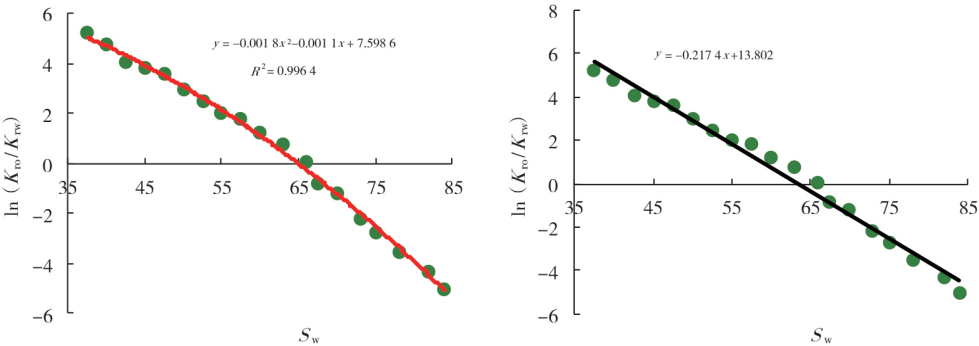 6
4
2
0
−2
−4
−6
35 45 55 65 75 85
ln (Kro/Krw)
Sw
y = −0.001 8x²−0.001 1x + 7.598 6
R² = 0.996 4
8
6
4
2
0
−2
−4
−6
35 45 55 65 75 85
ln (Kro/Krw)
Sw
y = −0.217 4x+13.802